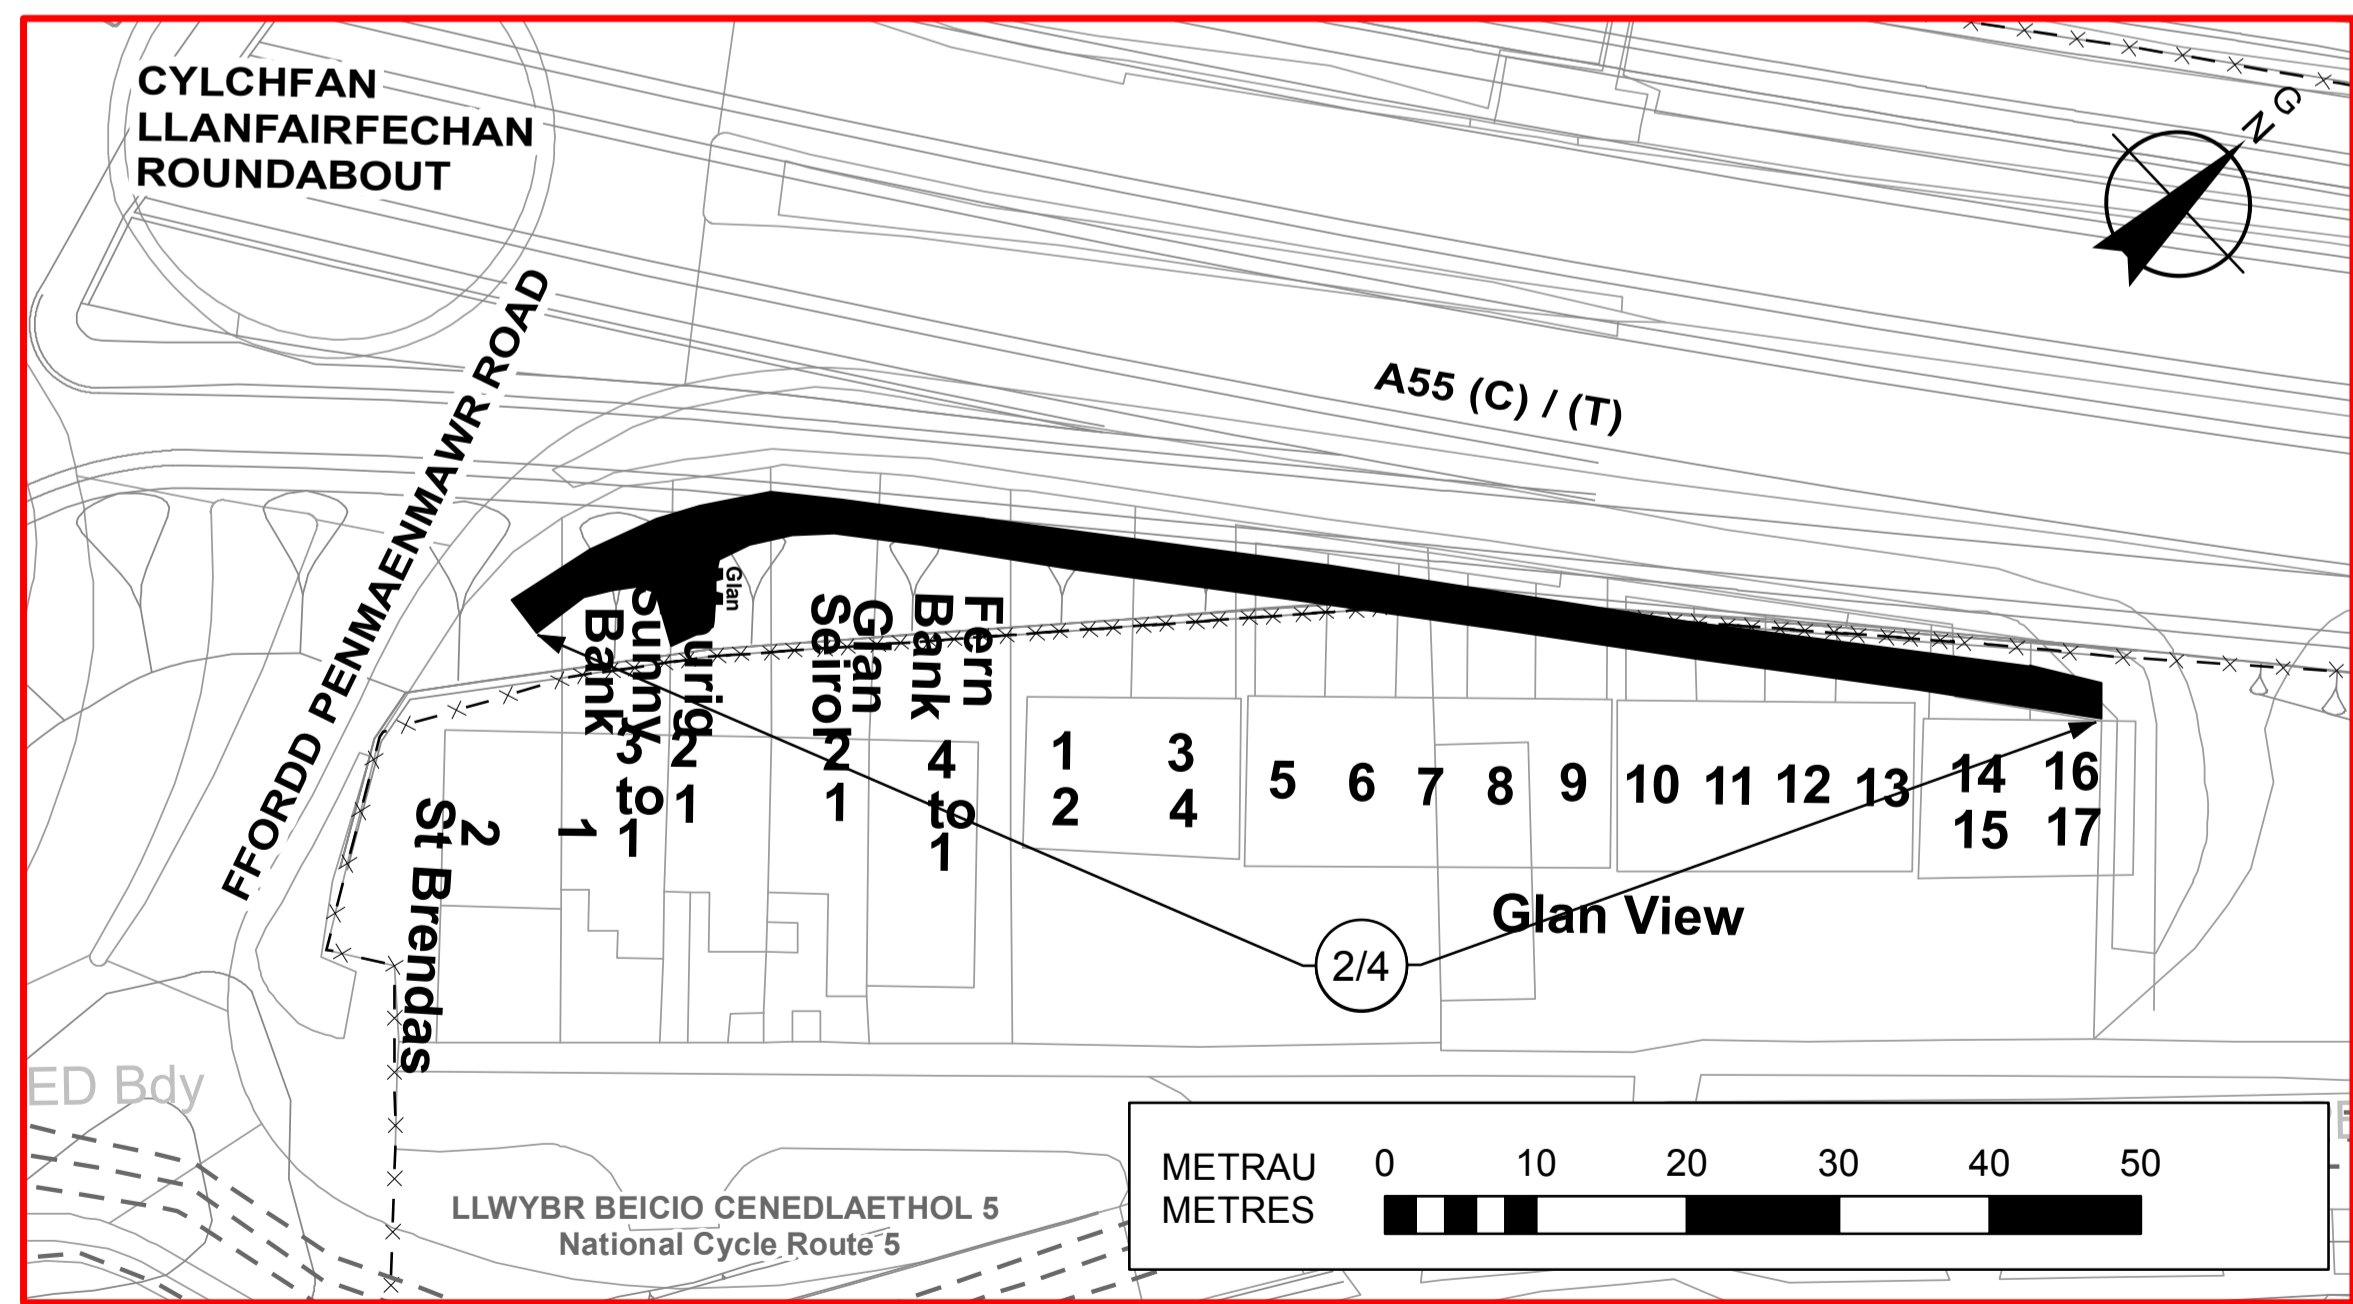 CYLCHFAN
LLANFAIRFECHAN
ROUNDABOUT
G
N
FFORDD PENMAENMAWR ROAD
A55 (C) / (T)
Glan
Sunny
Bank
3
to
1
2
1
Glan
Seirol
2
1
Fern
Bank
4
to
1
St Brendas
2
1
1
2
3
4
5
6
7
8
9
10
11
12
13
14
15
16
17
Glan View
2/4
ED Bdy
METRAU
METRES
0 10 20 30 40 50
LLWYBR BEICIO CENEDLAETHOL 5
National Cycle Route 5